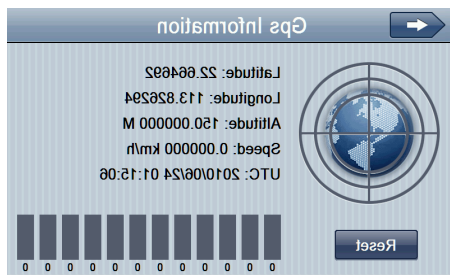 Gps Information
Latitude: 22.664692
Longitude: 113.826294
Altitude: 150.000000 M
Speed: 0.000000 km/h
UTC: 2010/06/24 01:15:06
0 0 0 0 0 0 0 0 0 0 0 0
Reset